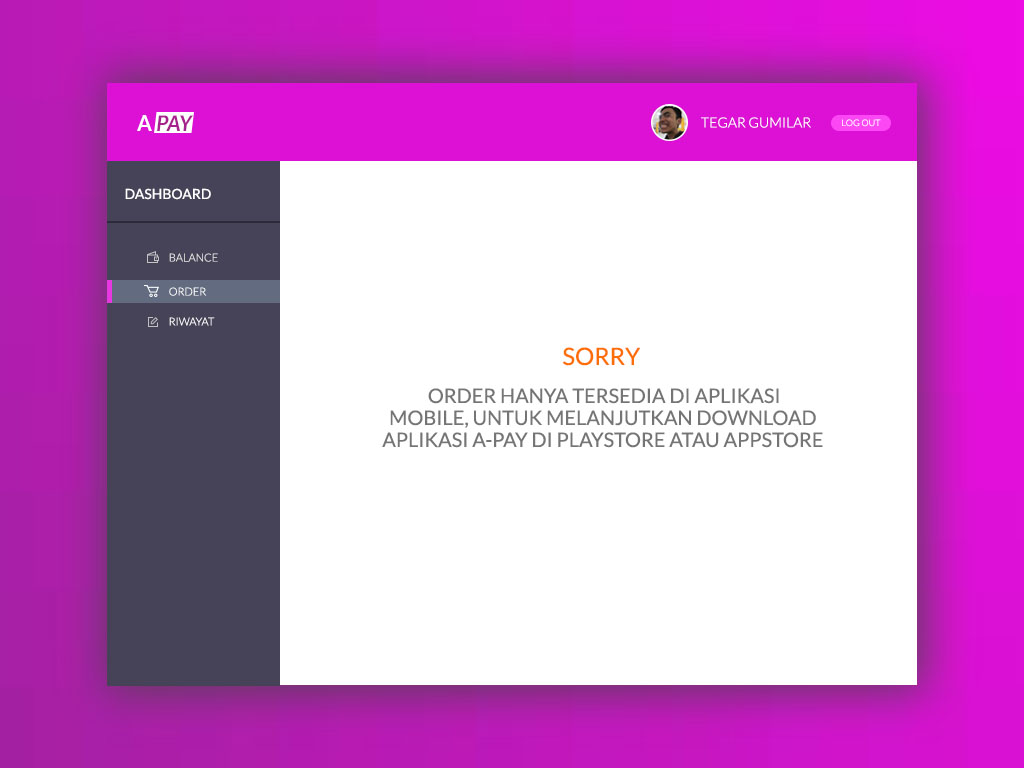 A PAY
TEGAR GUMILAR
LOG OUT
DASHBOARD
BALANCE
ORDER
RIWAYAT
SORRY
ORDER HANYA TERSEDIA DI APLIKASI
MOBILE, UNTUK MELANJUTKAN DOWNLOAD
APLIKASI A-PAY DI PLAYSTORE ATAU APPSTORE